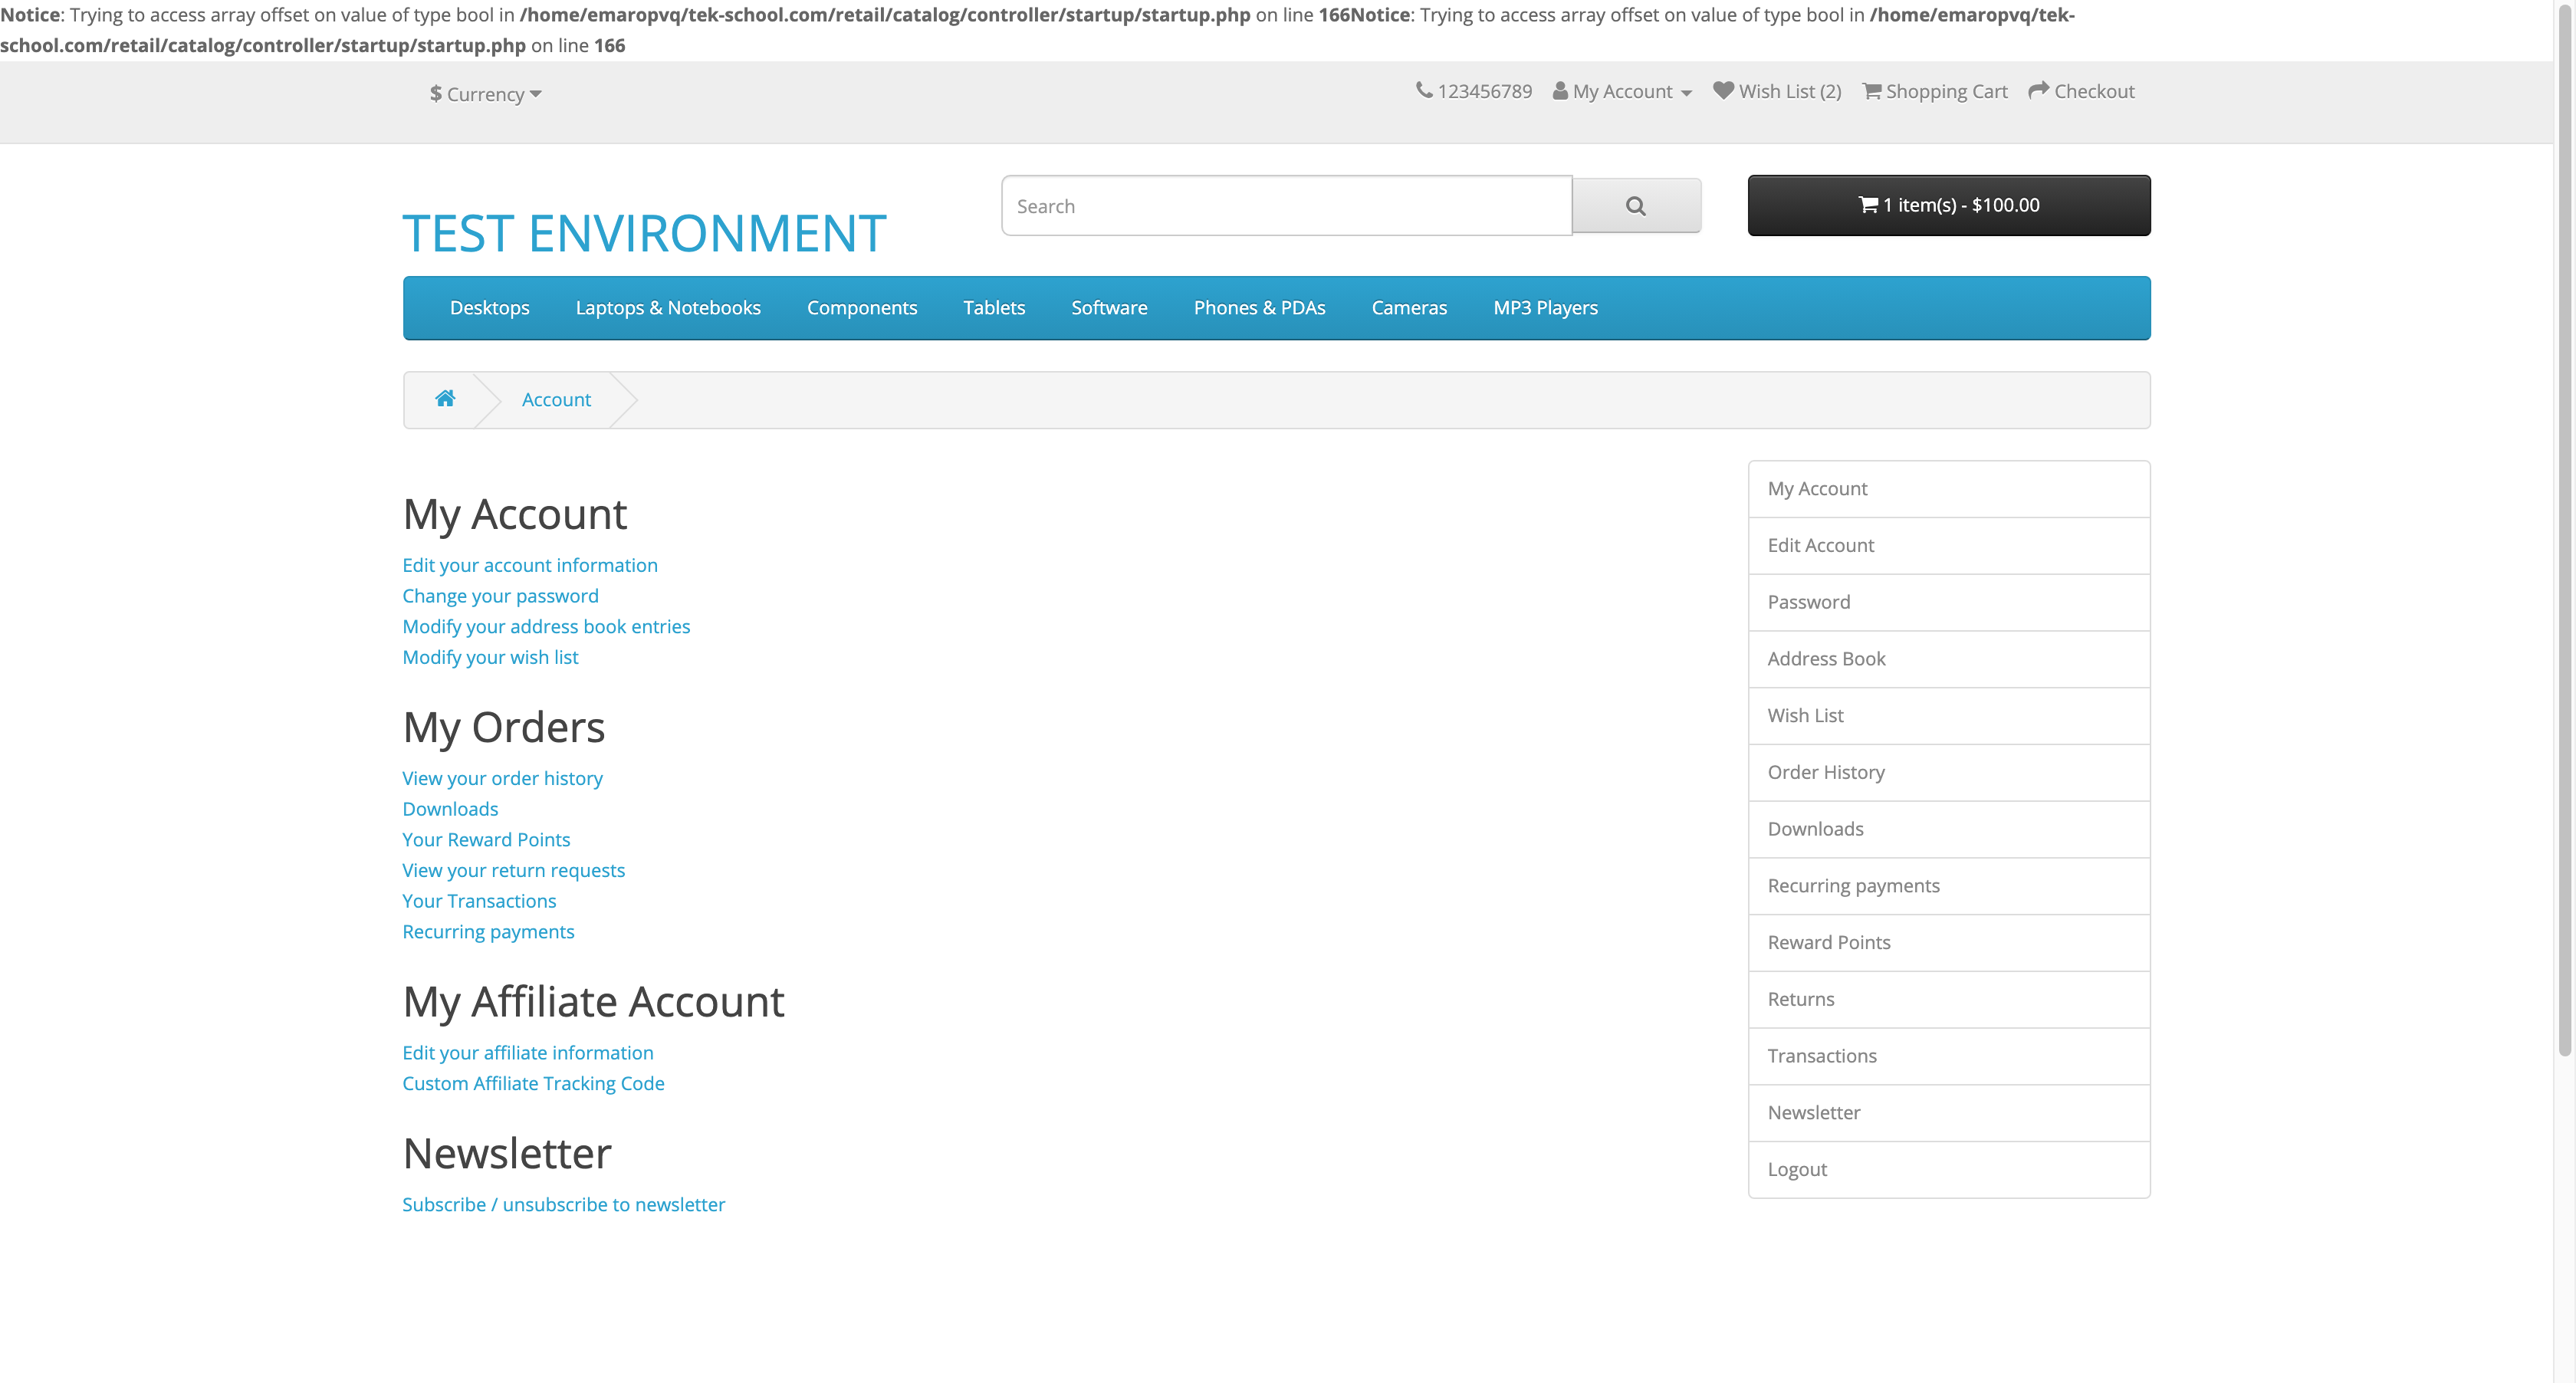 Notice: Trying to access array offset on value of type bool in /home/emaropvq/tek-school.com/retail/catalog/controller/startup/startup.php on line 166Notice: Trying to access array offset on value of type bool in /home/emaropvq/tek-
school.com/retail/catalog/controller/startup/startup.php on line 166
$ Currency
123456789 My Account Wish List (2) Shopping Cart Checkout
TEST ENVIRONMENT
Search
1 item(s) - $100.00
Desktops Laptops & Notebooks Components Tablets Software Phones & PDAs Cameras MP3 Players
Account
My Account
Edit your account information
Change your password
Modify your address book entries
Modify your wish list
My Orders
View your order history
Downloads
Your Reward Points
View your return requests
Your Transactions
Recurring payments
My Affiliate Account
Edit your affiliate information
Custom Affiliate Tracking Code
Newsletter
Subscribe / unsubscribe to newsletter
My Account
Edit Account
Password
Address Book
Wish List
Order History
Downloads
Recurring payments
Reward Points
Returns
Transactions
Newsletter
Logout